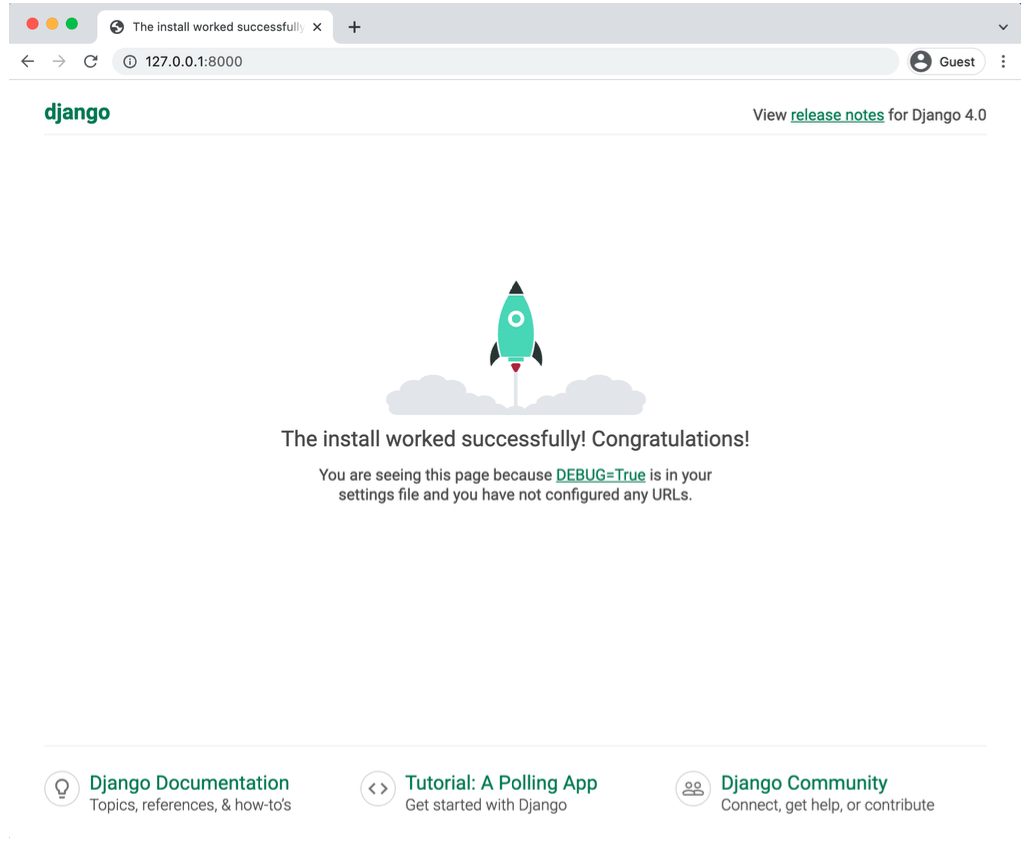 The install worked successfully
127.0.0.1:8000
Guest
django
View release notes for Django 4.0
The install worked successfully! Congratulations!
You are seeing this page because DEBUG=True is in your
settings file and you have not configured any URLs.
Django Documentation
Topics, references, & how-to's
Tutorial: A Polling App
Get started with Django
Django Community
Connect, get help, or contribute